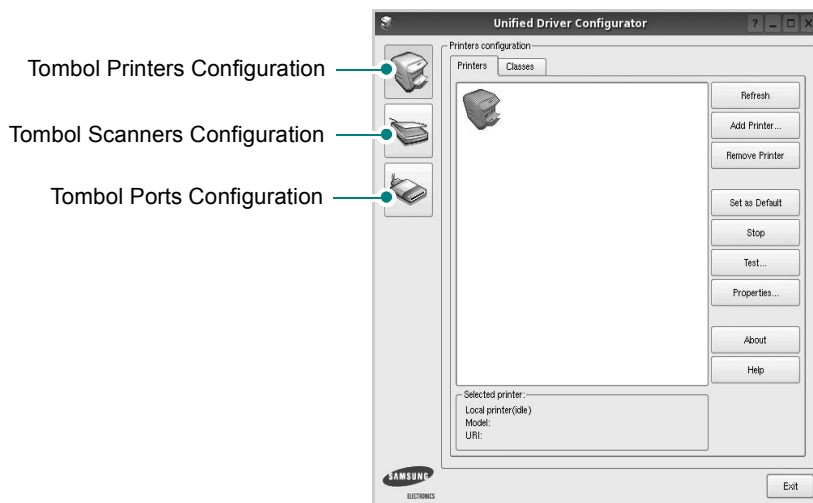 Unified Driver Configurator
Tombol Printers Configuration
Tombol Scanners Configuration
Tombol Ports Configuration
Printers configuration
Printers
Classes
Refresh
Add Printer...
Remove Printer
Set as Default
Stop
Test...
Properties...
About
Help
Selected printer:
Local printer(idle)
Model:
URI:
SAMSUNG
ELECTRONICS
Exit